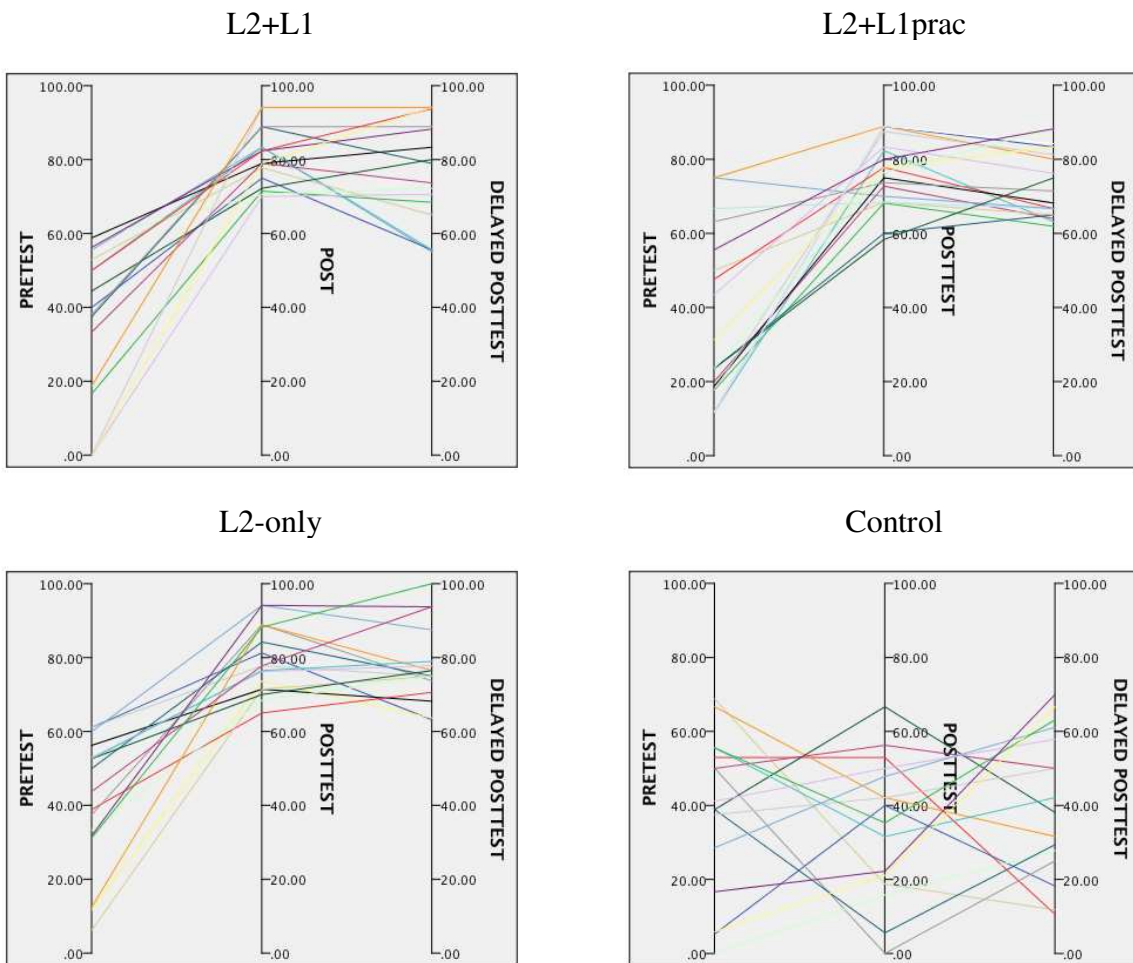 L2+L1
L2+L1prac
100.00 100.00 100.00
80.00 80.00 80.00
60.00 60.00 60.00
40.00 40.00 40.00
20.00 20.00 20.00
.00 .00 .00
PRETEST
POST
DELAYED POSTTEST
100.00 100.00 100.00
80.00 80.00 80.00
60.00 60.00 60.00
40.00 40.00 40.00
20.00 20.00 20.00
.00 .00 .00
PRETEST
POSTTEST
DELAYED POSTTEST
L2-only
Control
100.00 100.00 100.00
80.00 80.00 80.00
60.00 60.00 60.00
40.00 40.00 40.00
20.00 20.00 20.00
.00 .00 .00
PRETEST
POSTTEST
DELAYED POSTTEST
100.00 100.00 100.00
80.00 80.00 80.00
60.00 60.00 60.00
40.00 40.00 40.00
20.00 20.00 20.00
.00 .00 .00
PRETEST
POSTTEST
DELAYED POSTTEST